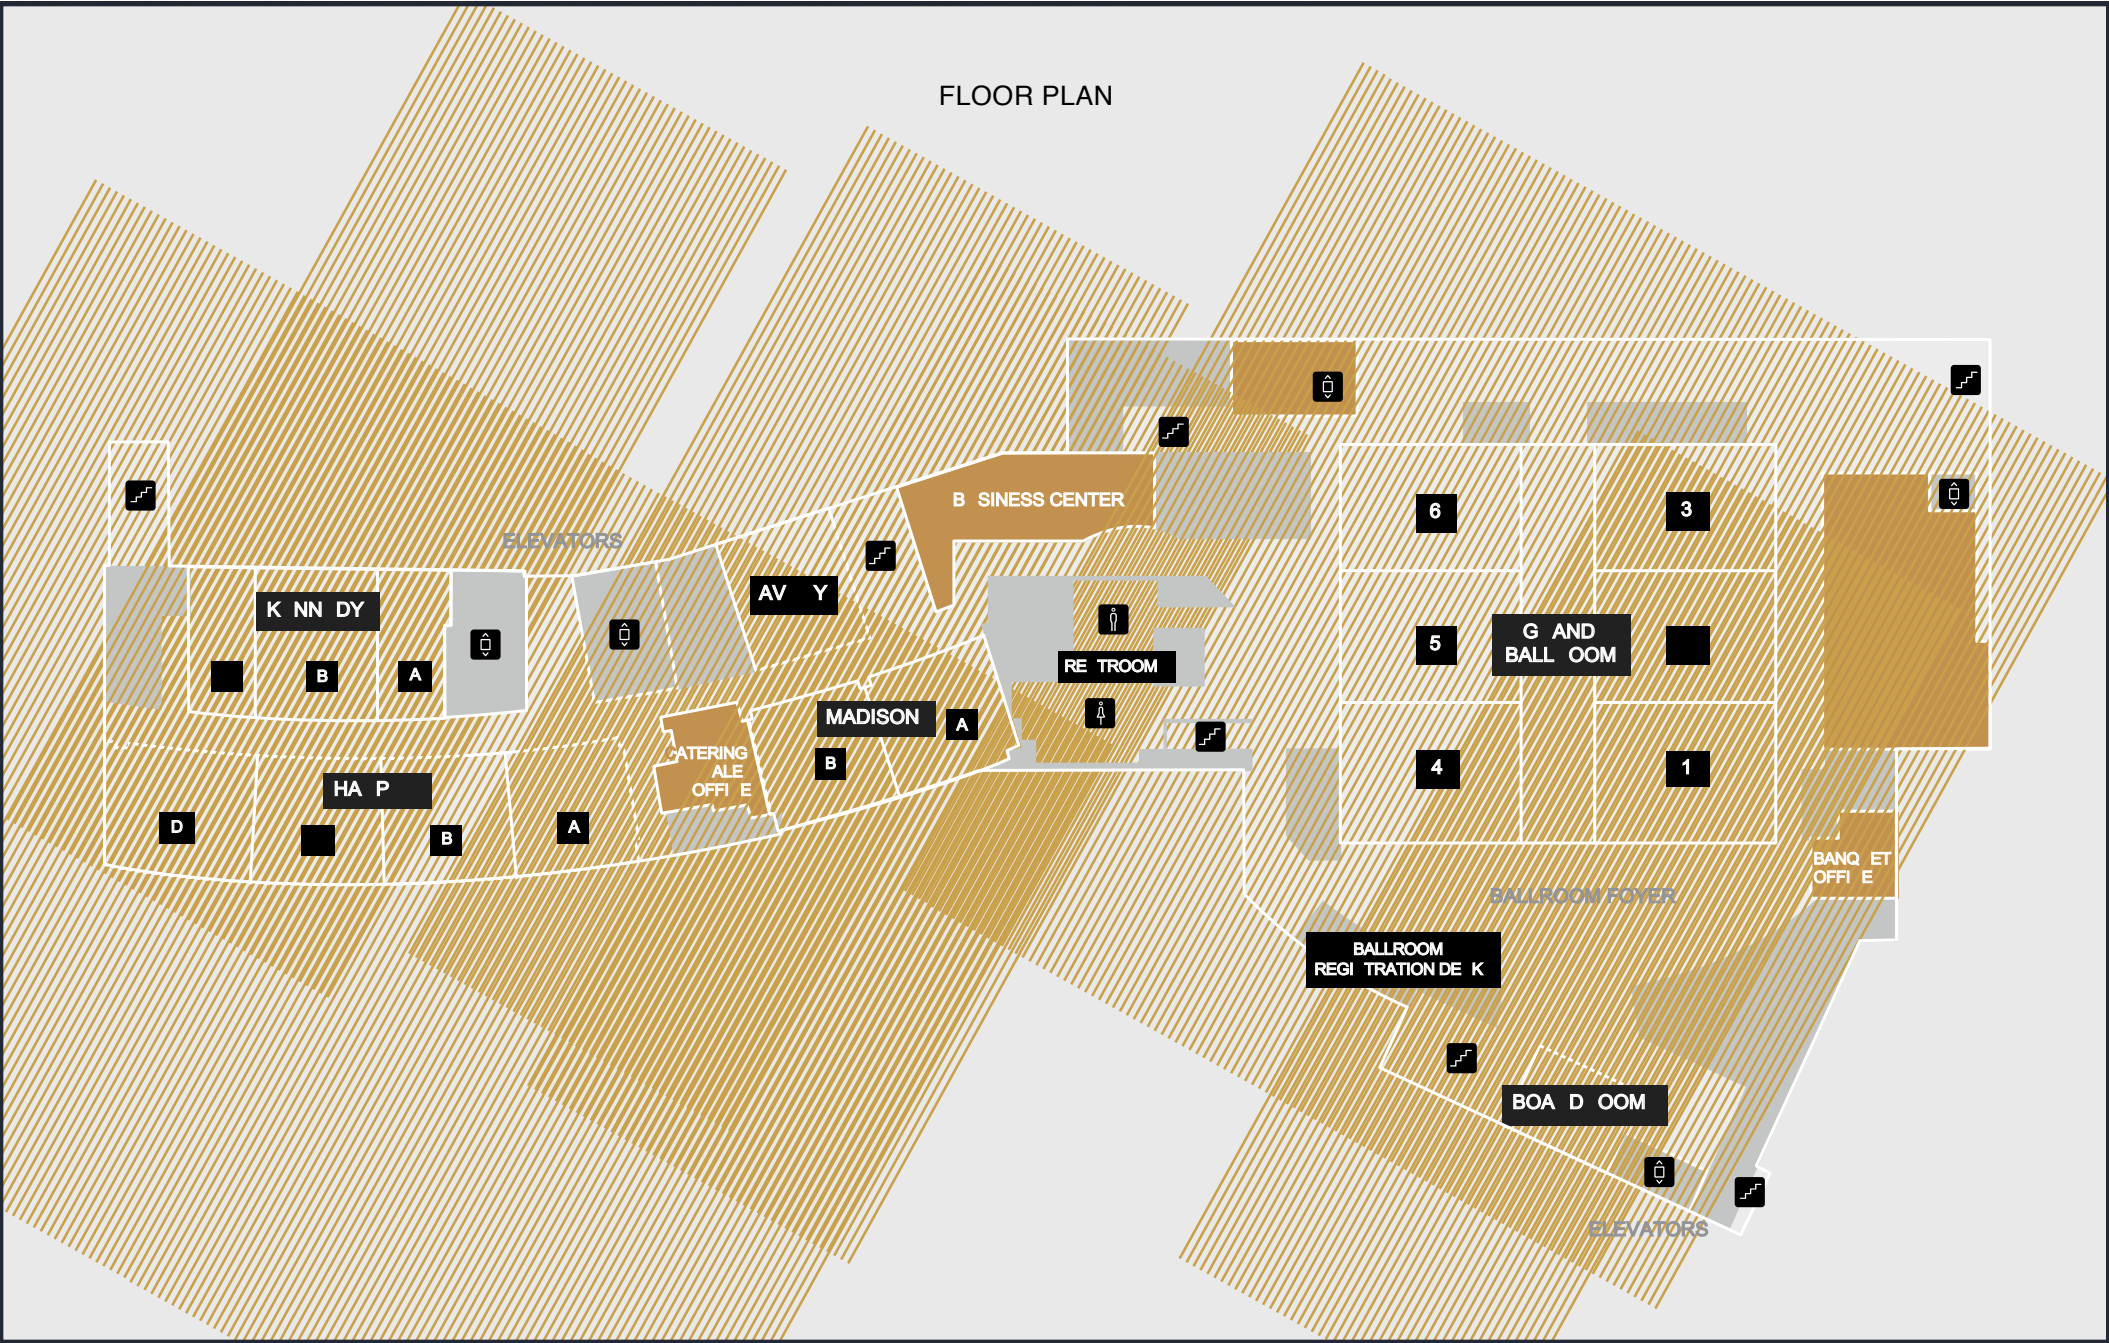 FLOOR PLAN
B SINESS CENTER
6
3
ELEVATORS
AV Y
K NN DY
B
A
G AND
BALL OOM
5
RE TROOM
MADISON
A
B
ATERING
ALE
OFFI E
4
1
HA P
D
B
A
BANQ ET
OFFI E
BALLROOM FOYER
BALLROOM
REGI TRATION DE K
BOA D OOM
ELEVATORS